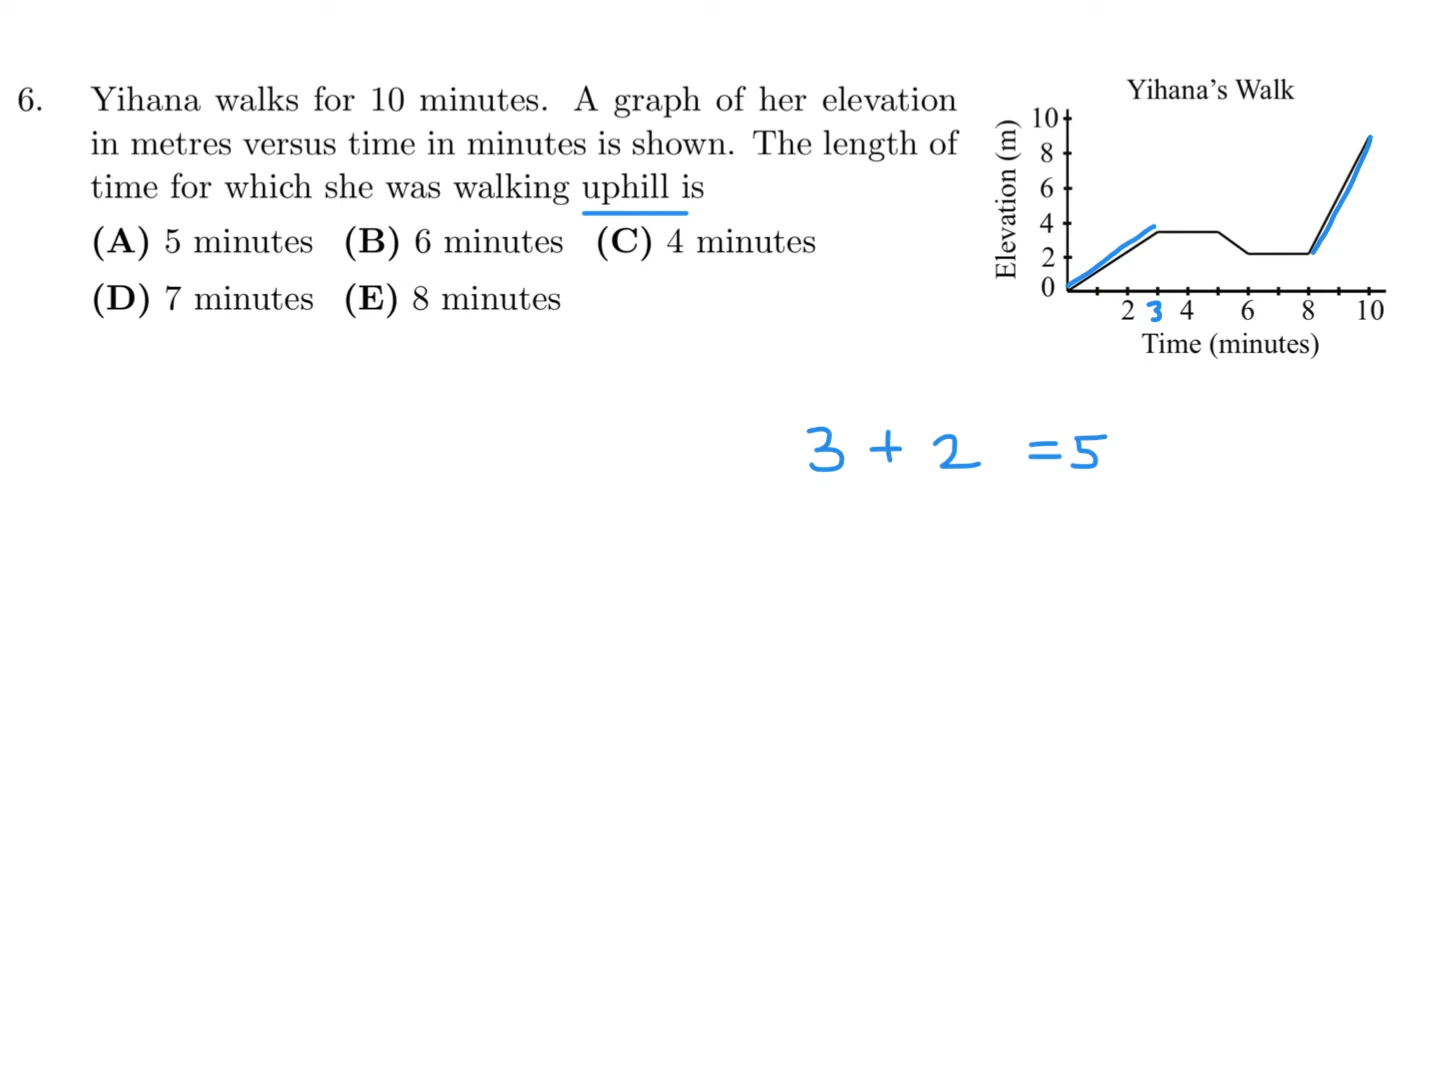 6. Yihana walks for 10 minutes. A graph of her elevation
in metres versus time in minutes is shown. The length of
time for which she was walking uphill is
(A) 5 minutes (B) 6 minutes (C) 4 minutes
(D) 7 minutes (E) 8 minutes
Yihana's Walk
Elevation (m)
10
8
6
4
2
0
2 3 4 6 8 10
Time (minutes)
3 + 2 = 5